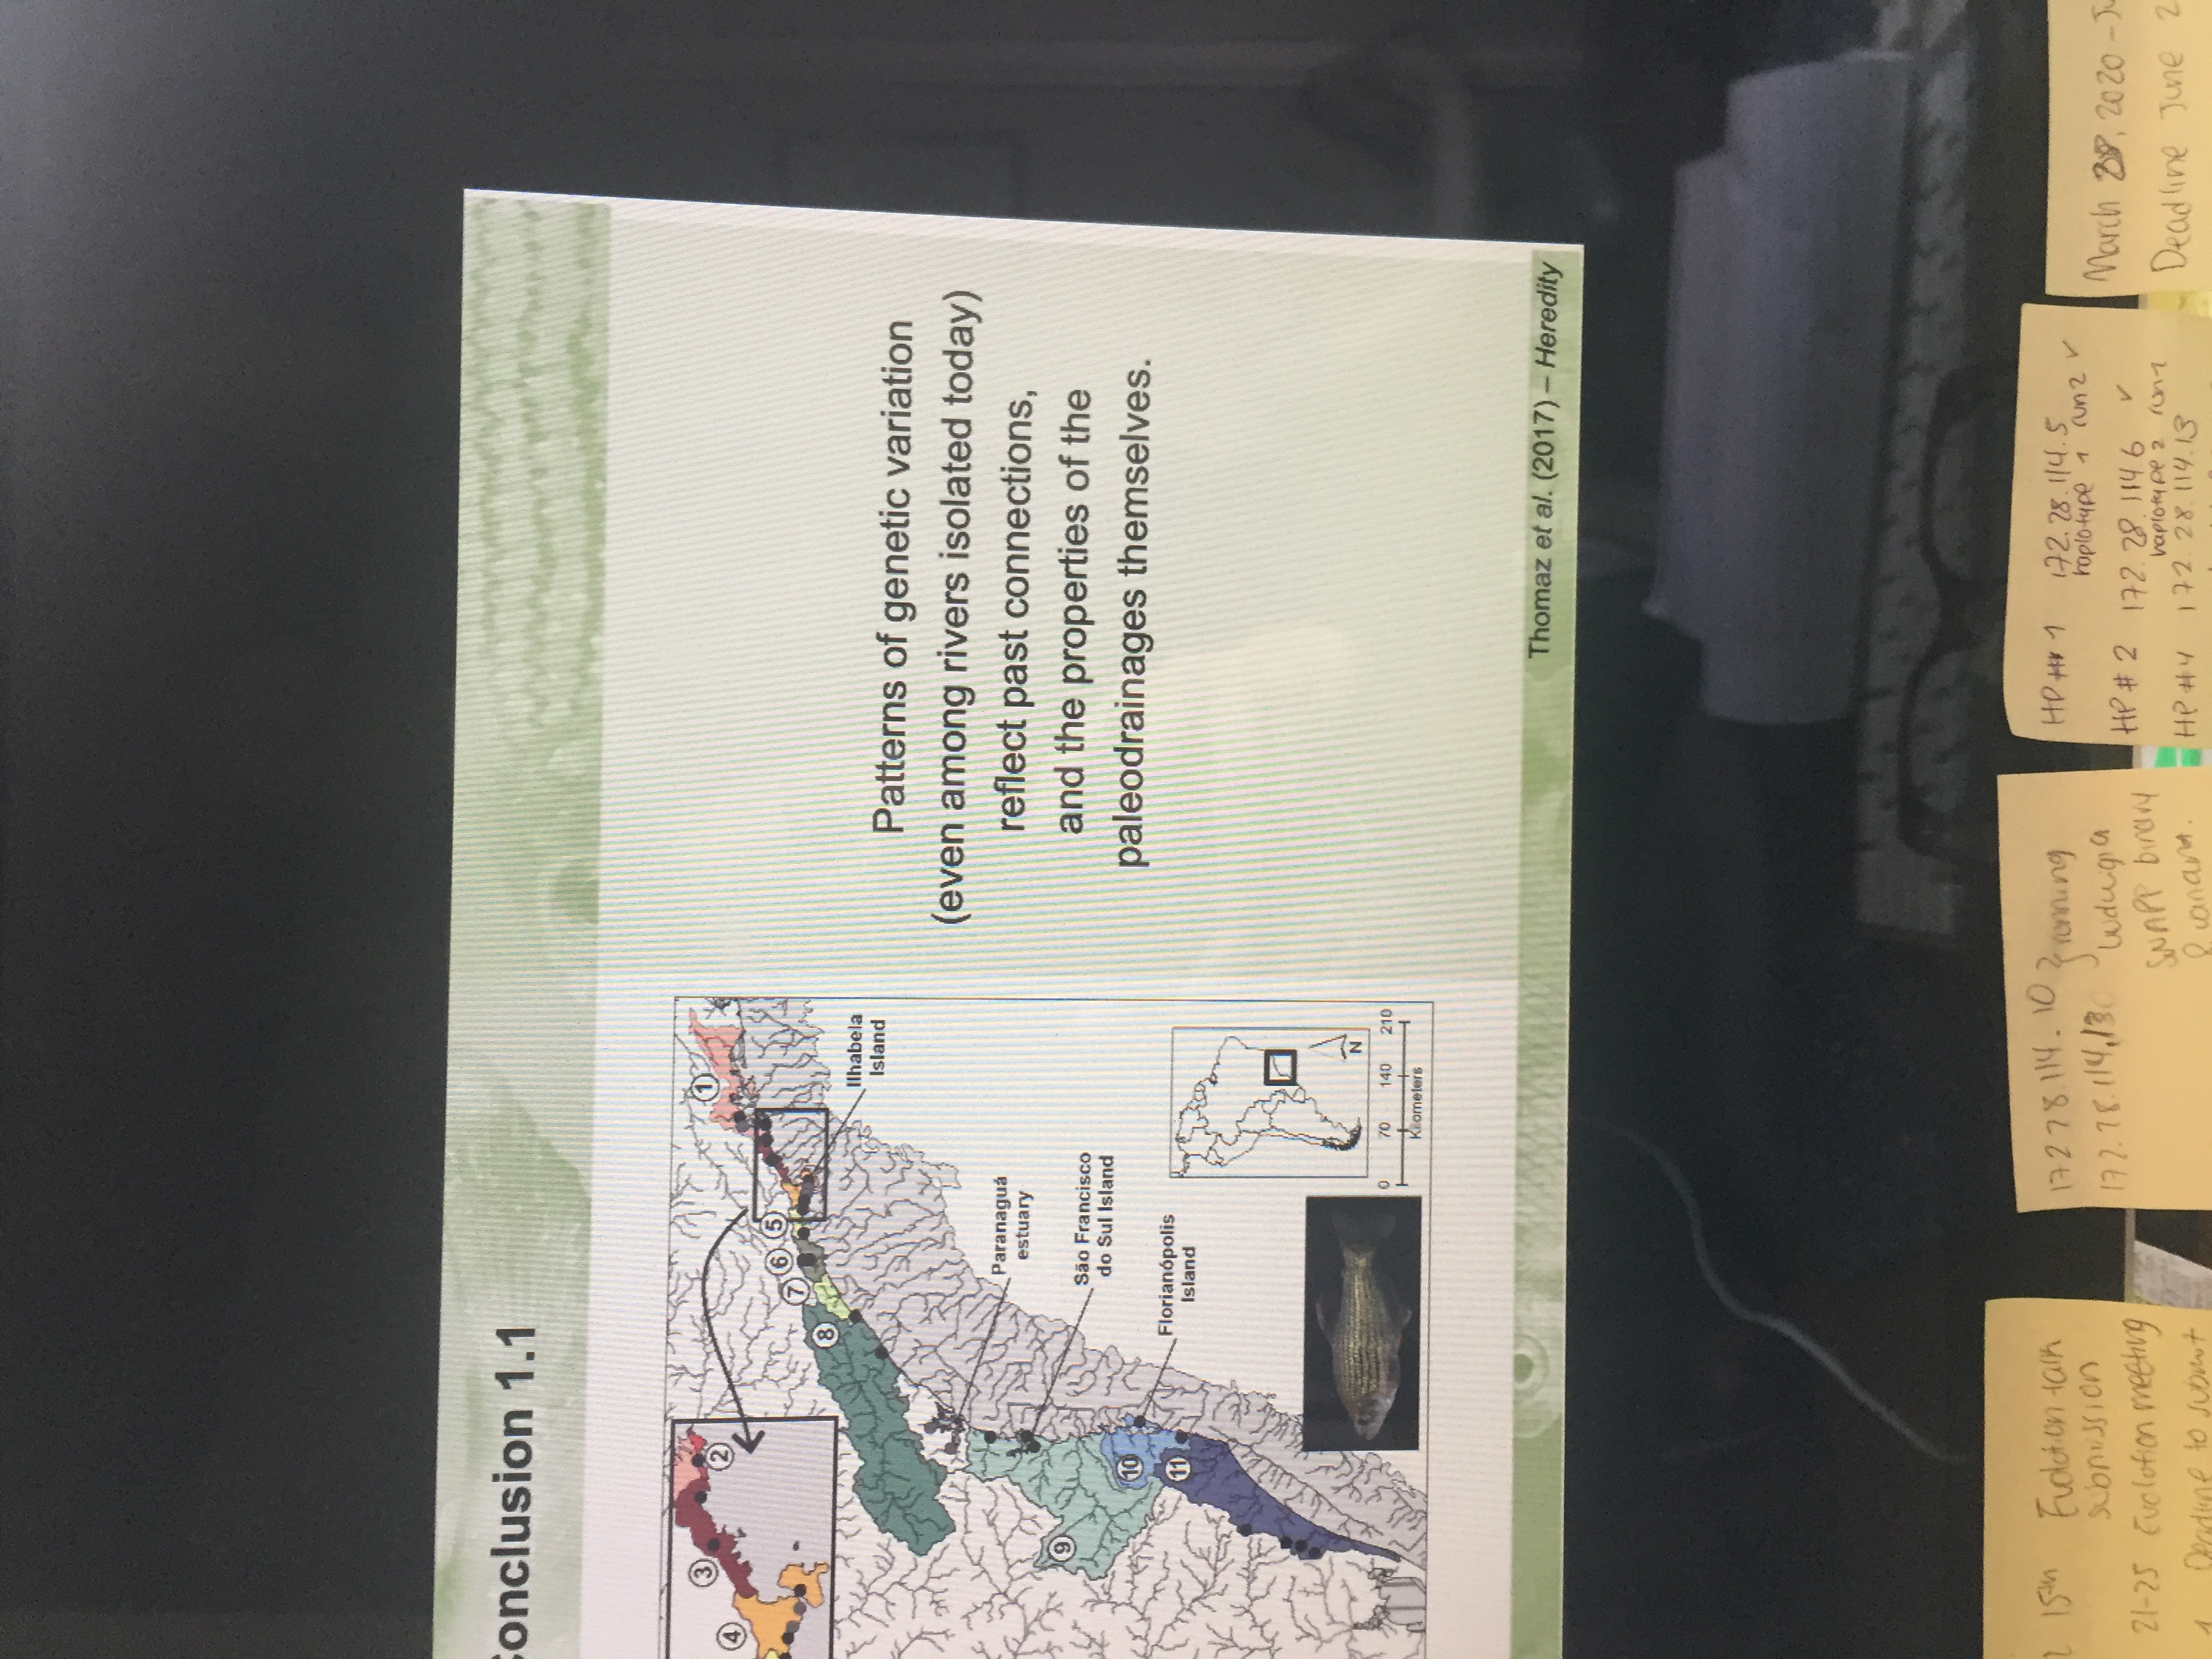 Conclusion 1.1
3
2
4
1
5
6
7
8
Ilhabela
Island
Paranaguá
estuary
9
São Francisco
do Sul Island
10
Florianópolis
Island
11
N
0 70 140 210
Kilometers
Patterns of genetic variation
(even among rivers isolated today)
reflect past connections,
and the properties of the
paleodrainages themselves.
Thomaz et al. (2017) – Heredity
15th Evolution talk
submission
21-25 Evolution meeting
Deadline to submit
172 28.114.10 } running
172.28.114.13 Ludwigia
SNAPP binary
HP # 1 172.28.114.5
haplotype 1 run 2 ✓
HP # 2 172.28.114 6 ✓
haplotype 2 run 1
HP #4 172.28.114.13
March 2020 –
Deadline June 2